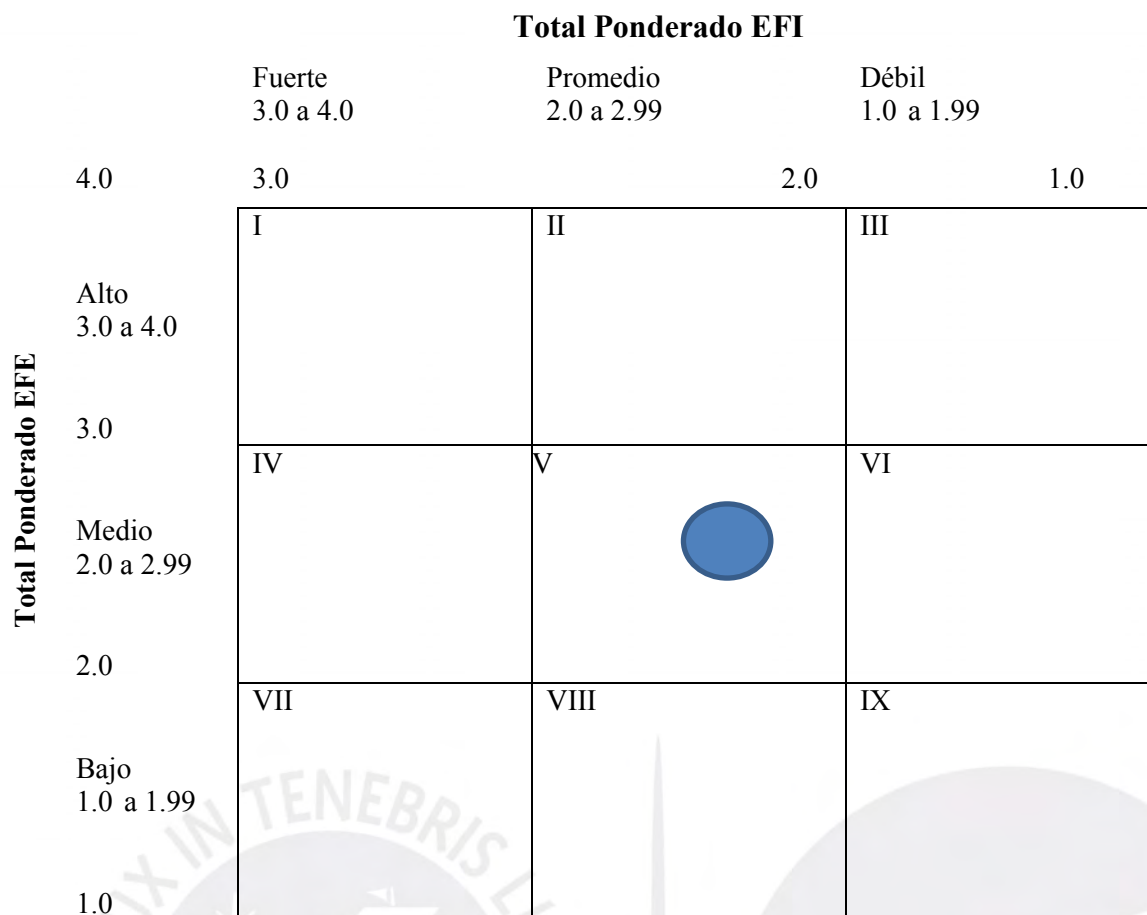 Total Ponderado EFI
Fuerte Promedio Débil
3.0 a 4.0 2.0 a 2.99 1.0 a 1.99
4.0 3.0 2.0 1.0
I II III
Alto
3.0 a 4.0
Total Ponderado EFE
3.0
IV V VI
Medio
2.0 a 2.99
2.0
VII VIII IX
Bajo
1.0 a 1.99
IN TENEBRIS
1.0